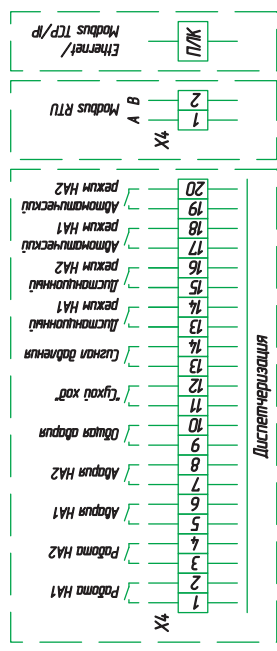 Диспетчеризация
X4
1
2
Работа НА1
3
4
Работа НА2
5
6
Авария НА1
7
8
Авария НА2
9
10
Общая авария
11
12
"Сухой ход"
13
14
Сигнал давления
13
14
Дистанционный
режим НА1
15
16
Дистанционный
режим НА2
17
18
Автоматический
режим НА1
19
20
Автоматический
режим НА2
X4
1 A
2 B
Modbus RTU
ПЛК
Ethernet/
Modbus TCP/IP